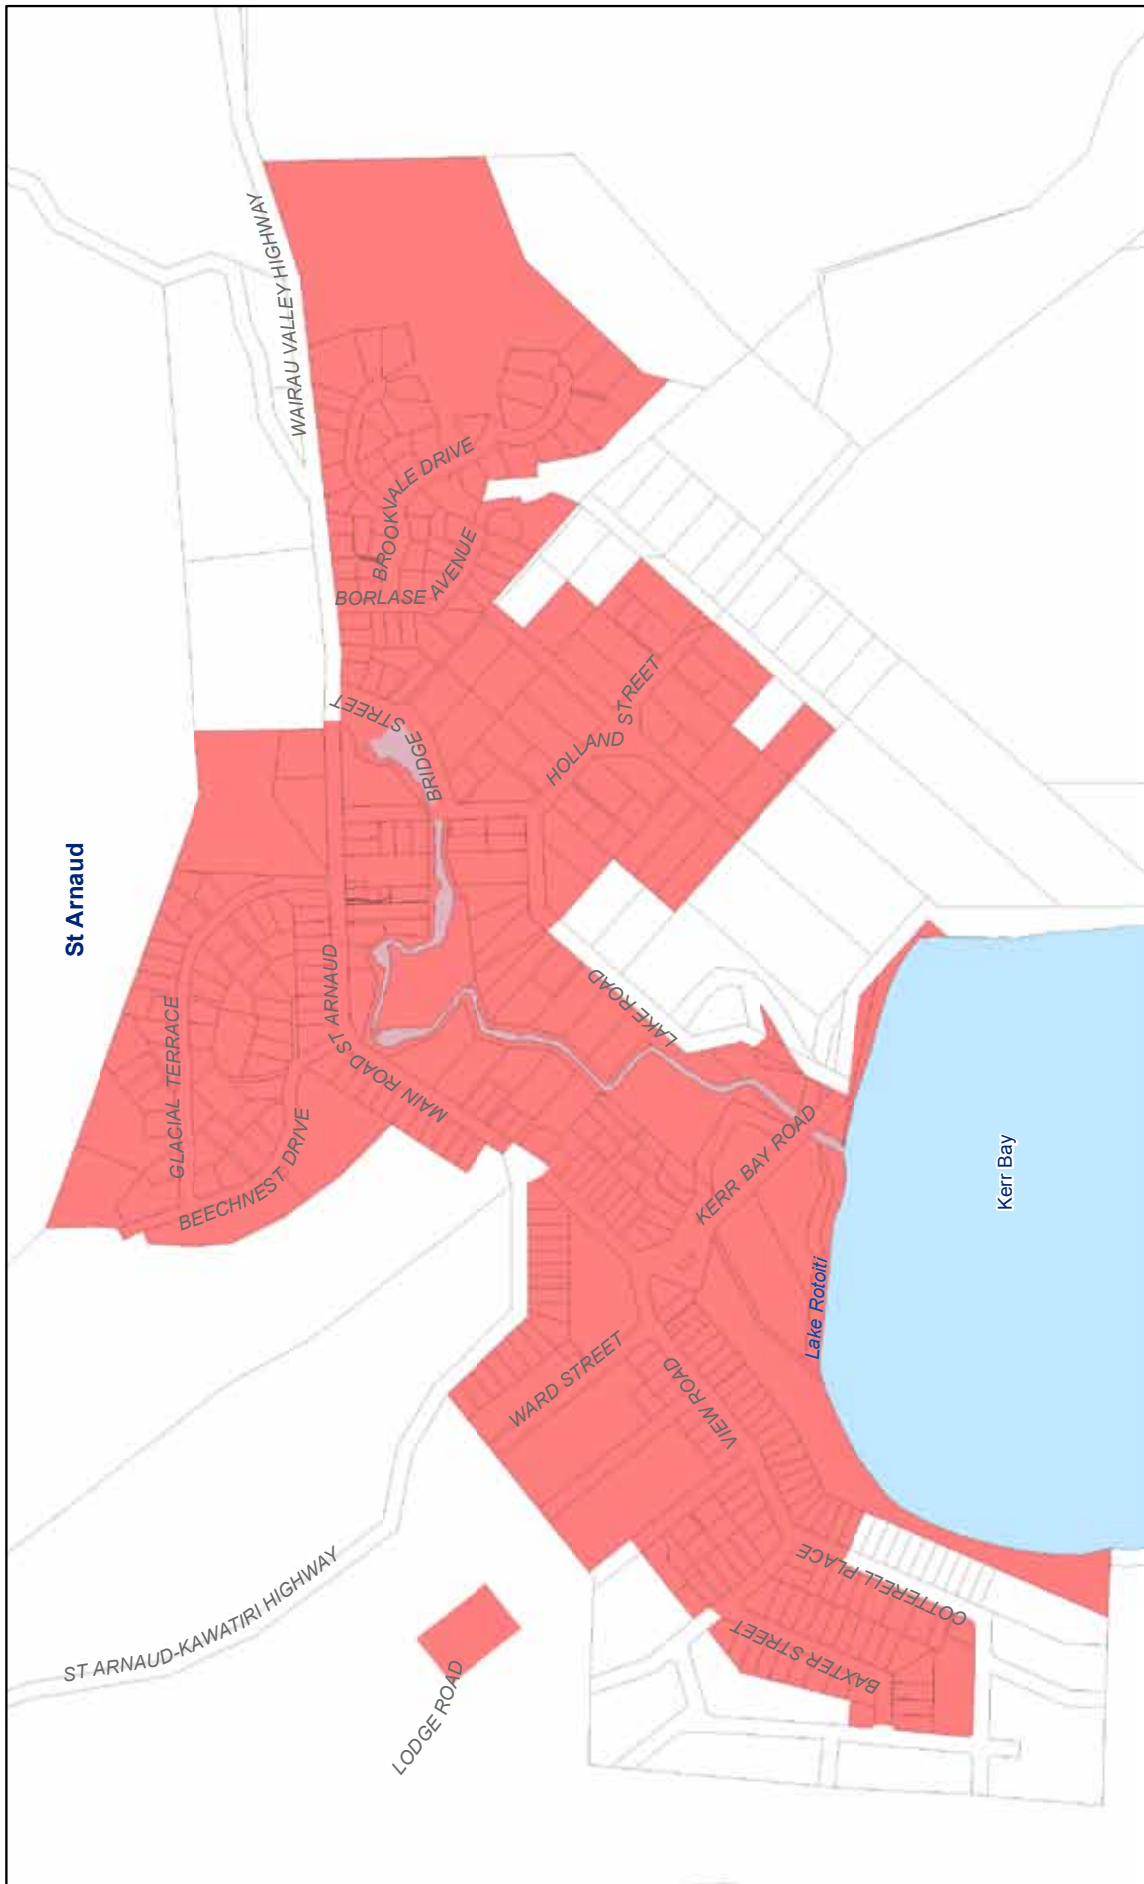 St Arnaud
WAIRAU VALLEY HIGHWAY
BROOKVALE DRIVE
BORLASE AVENUE
BRIDGE STREET
HOLLAND STREET
MAIN ROAD ST ARNAUD
GLACIAL TERRACE
BEECHNEST DRIVE
LAKE ROAD
KERR BAY ROAD
Kerr Bay
Lake Rotoiti
WARD STREET
VIEW ROAD
ST ARNAUD-KAWATIRI HIGHWAY
COTTERELL PLACE
BAXTER STREET
LODGE ROAD